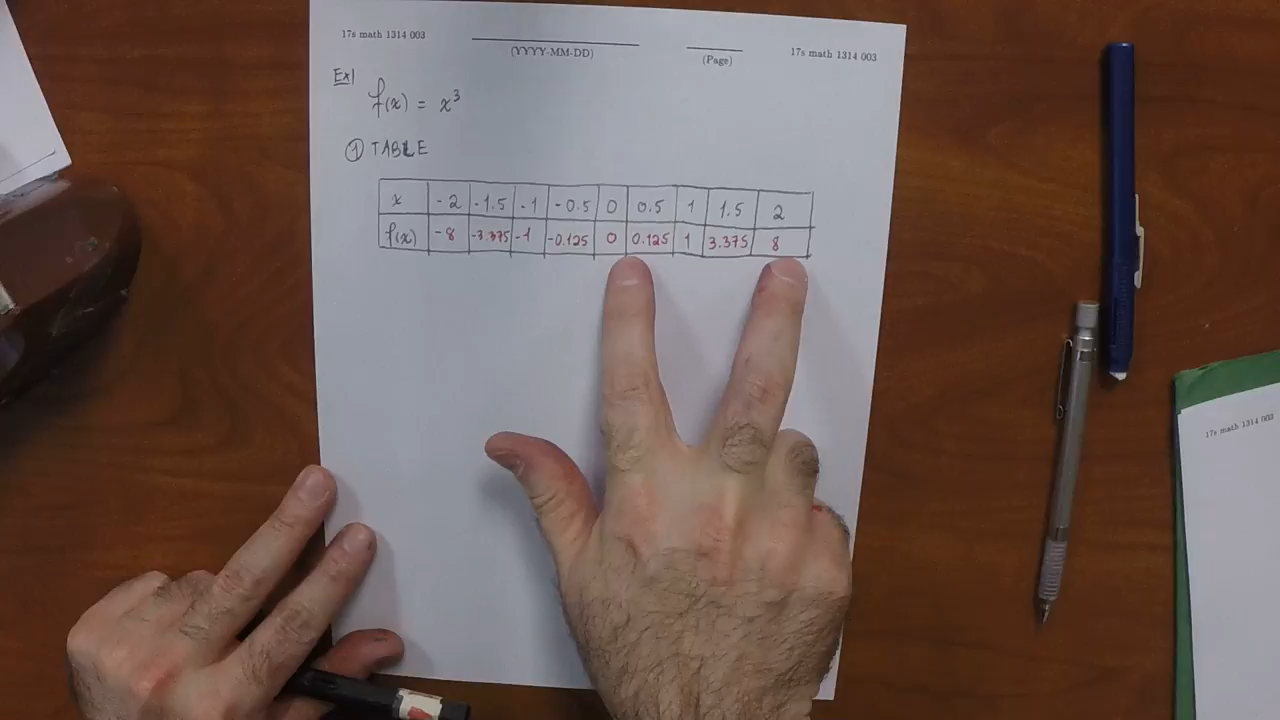 17s math 1314 003
(YYYY-MM-DD)
(Page)
17s math 1314 003
Ex1
f(x) = x³
① TABLE
x -2 -1.5 -1 -0.5 0 0.5 1 1.5 2
f(x) -8 -3.375 -1 -0.125 0 0.125 1 3.375 8
17s math 1314 003